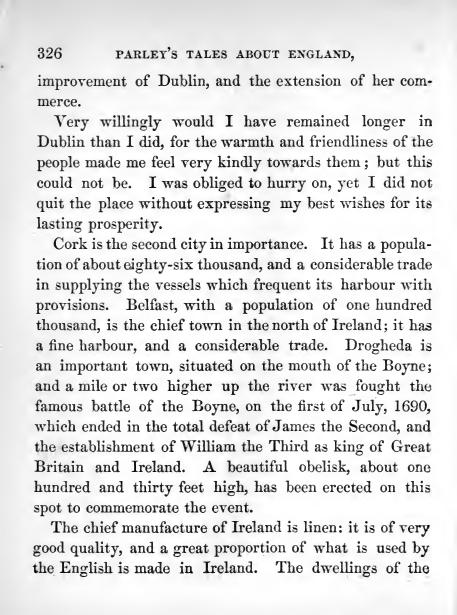 326 PARLEY'S TALES ABOUT ENGLAND,
improvement of Dublin, and the extension of her com-
merce.
Very willingly would I have remained longer in
Dublin than I did, for the warmth and friendliness of the
people made me feel very kindly towards them; but this
could not be. I was obliged to hurry on, yet I did not
quit the place without expressing my best wishes for its
lasting prosperity.
Cork is the second city in importance. It has a popula-
tion of about eighty-six thousand, and a considerable trade
in supplying the vessels which frequent its harbour with
provisions. Belfast, with a population of one hundred
thousand, is the chief town in the north of Ireland; it has
a fine harbour, and a considerable trade. Drogheda is
an important town, situated on the mouth of the Boyne;
and a mile or two higher up the river was fought the
famous battle of the Boyne, on the first of July, 1690,
which ended in the total defeat of James the Second, and
the establishment of William the Third as king of Great
Britain and Ireland. A beautiful obelisk, about one
hundred and thirty feet high, has been erected on this
spot to commemorate the event.
The chief manufacture of Ireland is linen: it is of very
good quality, and a great proportion of what is used by
the English is made in Ireland. The dwellings of the